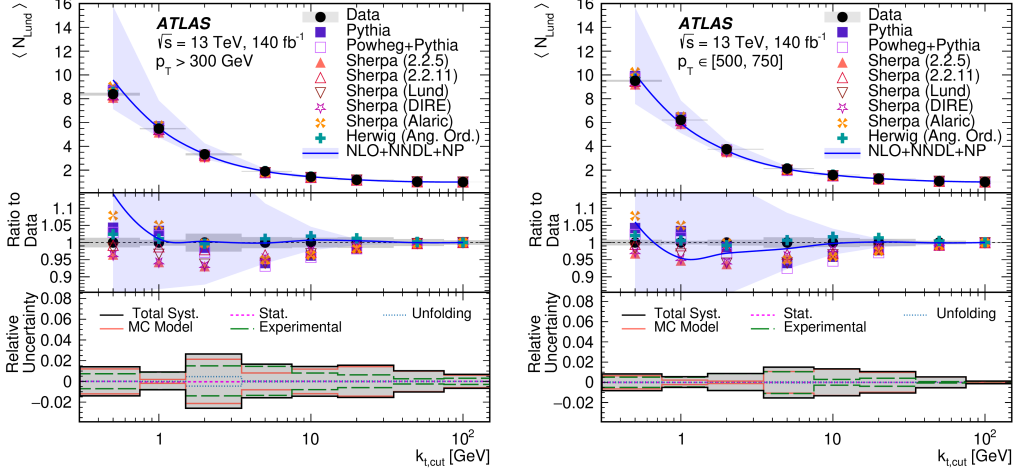 ⟨ N_Lund ⟩
16
14
12
10
8
6
4
2
ATLAS
√s = 13 TeV, 140 fb⁻¹
p_T > 300 GeV
Data
Pythia
Powheg+Pythia
Sherpa (2.2.5)
Sherpa (2.2.11)
Sherpa (Lund)
Sherpa (DIRE)
Sherpa (Alaric)
Herwig (Ang. Ord.)
NLO+NNDL+NP
Ratio to
Data
1.1
1.05
1
0.95
0.9
Relative
Uncertainty
0.08
0.06
0.04
0.02
0
−0.02
Total Syst.
Stat.
Unfolding
MC Model
Experimental
1
10
10²
k_t,cut [GeV]
⟨ N_Lund ⟩
16
14
12
10
8
6
4
2
ATLAS
√s = 13 TeV, 140 fb⁻¹
p_T ∈ [500, 750]
Data
Pythia
Powheg+Pythia
Sherpa (2.2.5)
Sherpa (2.2.11)
Sherpa (Lund)
Sherpa (DIRE)
Sherpa (Alaric)
Herwig (Ang. Ord.)
NLO+NNDL+NP
Ratio to
Data
1.1
1.05
1
0.95
0.9
Relative
Uncertainty
0.08
0.06
0.04
0.02
0
−0.02
Total Syst.
Stat.
Unfolding
MC Model
Experimental
1
10
10²
k_t,cut [GeV]